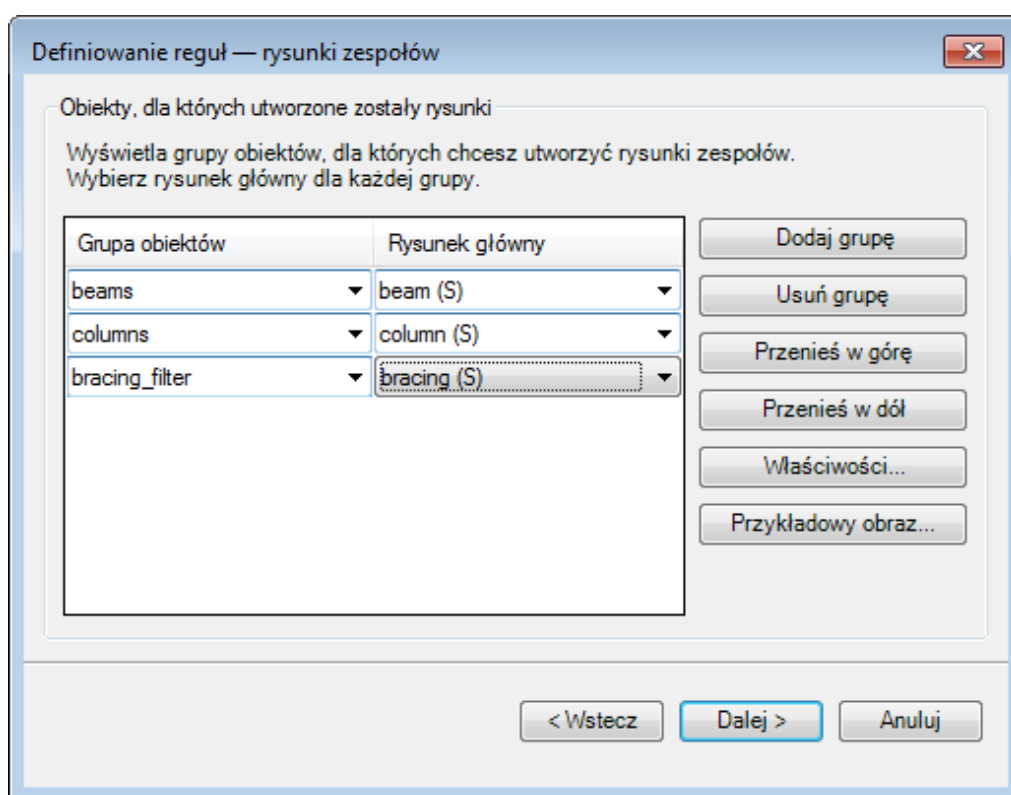 Definiowanie reguł — rysunki zespołów
Obiekty, dla których utworzone zostały rysunki
Wyświetla grupy obiektów, dla których chcesz utworzyć rysunki zespołów.
Wybierz rysunek główny dla każdej grupy.
Grupa obiektów Rysunek główny
beams beam (S)
columns column (S)
bracing_filter bracing (S)
Dodaj grupę
Usuń grupę
Przenieś w górę
Przenieś w dół
Właściwości...
Przykładowy obraz...
< Wstecz Dalej > Anuluj